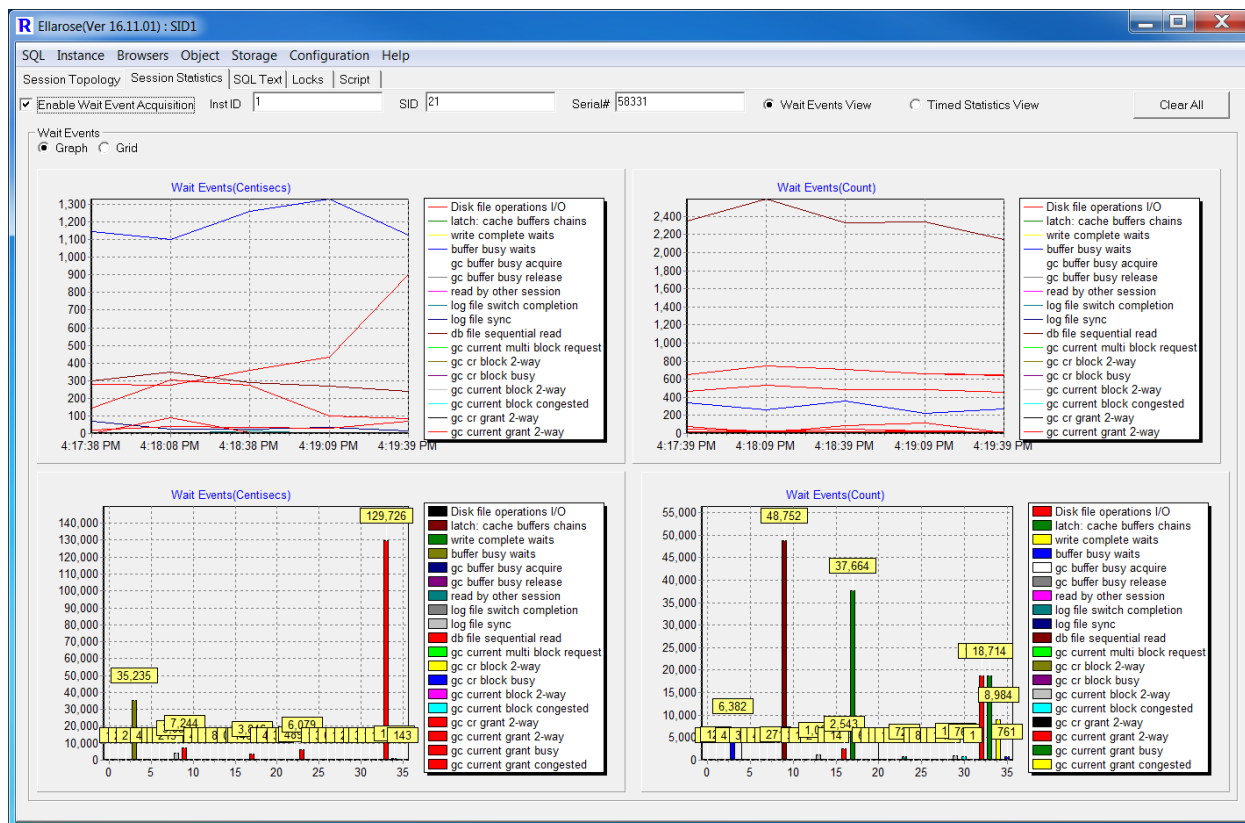 Ellarose(Ver 16.11.01) : SID1
SQL Instance Browsers Object Storage Configuration Help
Session Topology Session Statistics SQL Text Locks Script
Enable Wait Event Acquisition Inst ID 1 SID 21 Serial# 58331 Wait Events View Timed Statistics View Clear All
Wait Events
Graph Grid
Wait Events(Centisecs)
1,300
1,200
1,100
1,000
900
800
700
600
500
400
300
200
100
0
4:17:38 PM 4:18:08 PM 4:18:38 PM 4:19:09 PM 4:19:39 PM
Disk file operations I/O
latch: cache buffers chains
write complete waits
buffer busy waits
gc buffer busy acquire
gc buffer busy release
read by other session
log file switch completion
log file sync
db file sequential read
gc current multi block request
gc cr block 2-way
gc cr block busy
gc current block 2-way
gc current block congested
gc cr grant 2-way
gc current grant 2-way
Wait Events(Count)
2,400
2,200
2,000
1,800
1,600
1,400
1,200
1,000
800
600
400
200
0
4:17:39 PM 4:18:09 PM 4:18:39 PM 4:19:09 PM 4:19:39 PM
Disk file operations I/O
latch: cache buffers chains
write complete waits
buffer busy waits
gc buffer busy acquire
gc buffer busy release
read by other session
log file switch completion
log file sync
db file sequential read
gc current multi block request
gc cr block 2-way
gc cr block busy
gc current block 2-way
gc current block congested
gc cr grant 2-way
gc current grant 2-way
Wait Events(Centisecs)
140,000
130,000
120,000
110,000
100,000
90,000
80,000
70,000
60,000
50,000
40,000
30,000
20,000
10,000
0
129,726
35,235
7,244
6,079
143
0 5 10 15 20 25 30 35
Disk file operations I/O
latch: cache buffers chains
write complete waits
buffer busy waits
gc buffer busy acquire
gc buffer busy release
read by other session
log file switch completion
log file sync
db file sequential read
gc current multi block request
gc cr block 2-way
gc cr block busy
gc current block 2-way
gc current block congested
gc cr grant 2-way
gc current grant 2-way
gc current grant busy
gc current grant congested
Wait Events(Count)
55,000
50,000
45,000
40,000
35,000
30,000
25,000
20,000
15,000
10,000
5,000
0
48,752
37,664
18,714
8,984
6,382
2,543
761
0 5 10 15 20 25 30 35
Disk file operations I/O
latch: cache buffers chains
write complete waits
buffer busy waits
gc buffer busy acquire
gc buffer busy release
read by other session
log file switch completion
log file sync
db file sequential read
gc current multi block request
gc cr block 2-way
gc cr block busy
gc current block 2-way
gc current block congested
gc cr grant 2-way
gc current grant 2-way
gc current grant busy
gc current grant congested